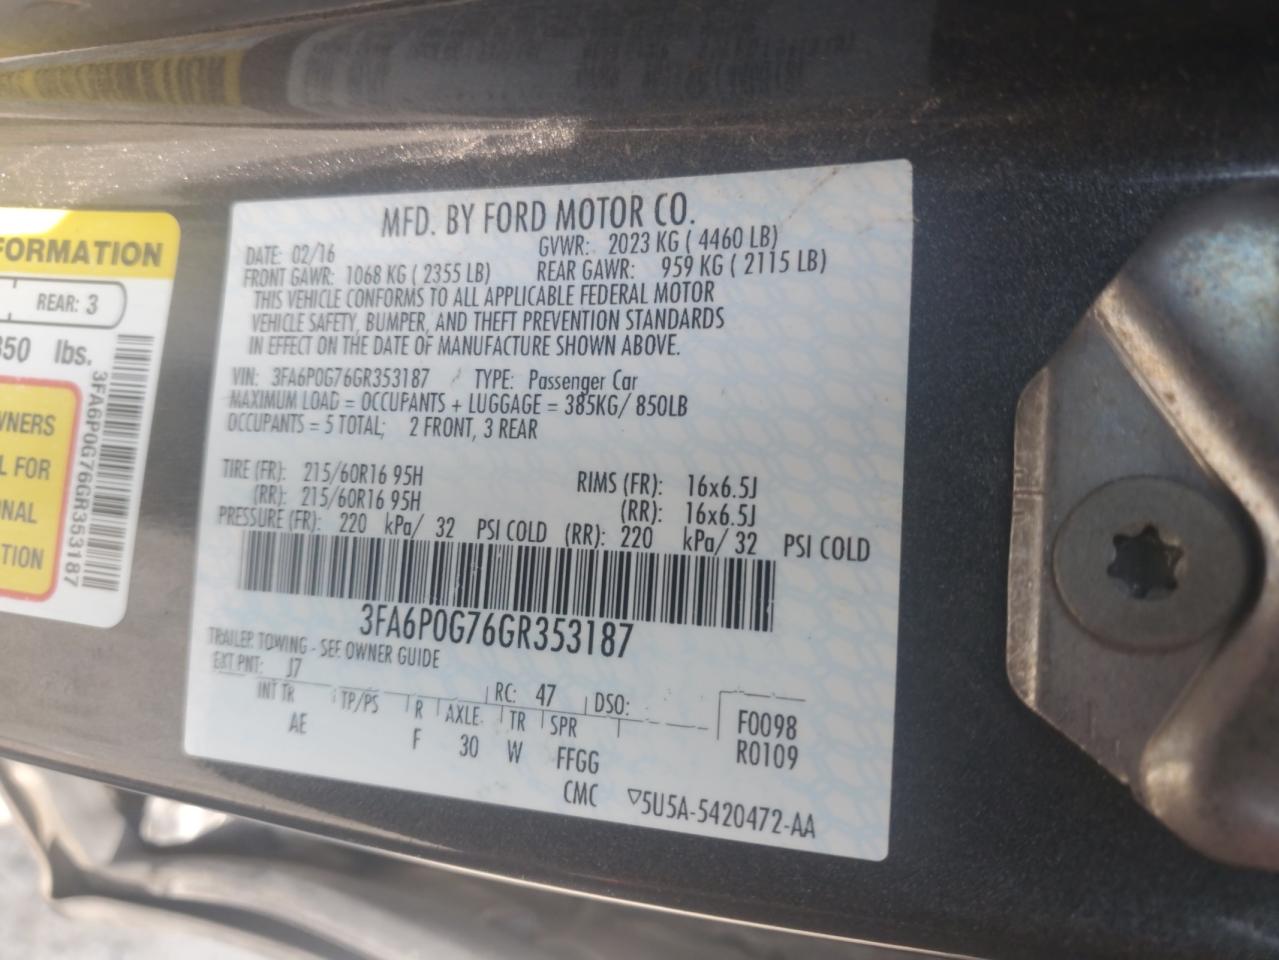 FORMATION
REAR: 3
350 lbs.
WNERS
L FOR
NAL
TION
3FA6P0G76GR353187
MFD. BY FORD MOTOR CO.
DATE: 02/16 GVWR: 2023 KG ( 4460 LB)
FRONT GAWR: 1068 KG ( 2355 LB) REAR GAWR: 959 KG ( 2115 LB)
THIS VEHICLE CONFORMS TO ALL APPLICABLE FEDERAL MOTOR
VEHICLE SAFETY, BUMPER, AND THEFT PREVENTION STANDARDS
IN EFFECT ON THE DATE OF MANUFACTURE SHOWN ABOVE.
VIN: 3FA6P0G76GR353187 TYPE: Passenger Car
MAXIMUM LOAD = OCCUPANTS + LUGGAGE = 385KG/ 850LB
OCCUPANTS = 5 TOTAL; 2 FRONT, 3 REAR
TIRE (FR): 215/60R16 95H RIMS (FR): 16x6.5J
(RR): 215/60R16 95H (RR): 16x6.5J
PRESSURE (FR): 220 kPa/ 32 PSI COLD (RR): 220 kPa/ 32 PSI COLD
3FA6P0G76GR353187
TRAILER TOWING - SEE OWNER GUIDE
EXT PNT: J7 RC: 47 DSO:
INT TR TP/PS R AXLE TR SPR F0098
AE F 30 W FFGG R0109
CMC ▽5U5A-5420472-AA